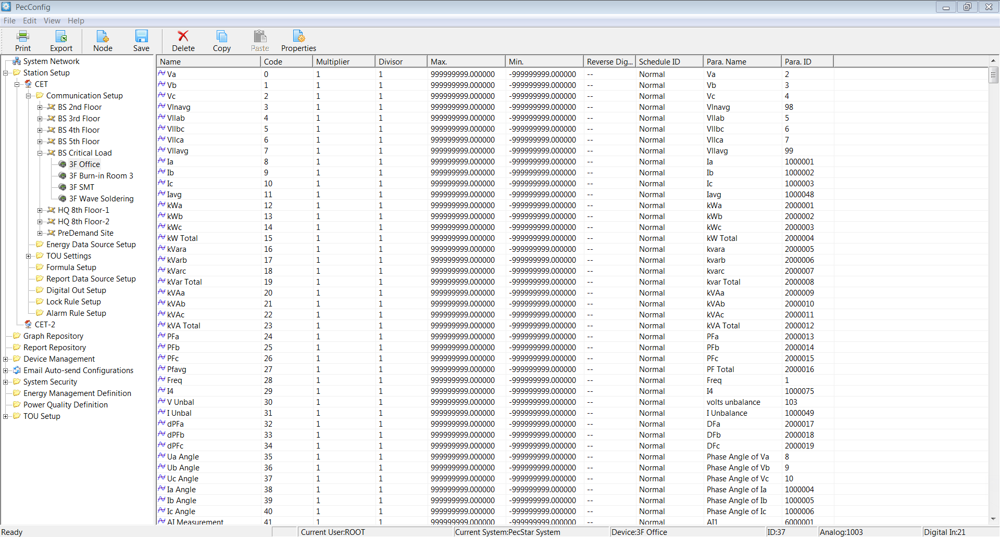 PecConfig
File Edit View Help
Print Export Node Save Delete Copy Paste Properties
System Network
Station Setup
CET
Communication Setup
BS 2nd Floor
BS 3rd Floor
BS 4th Floor
BS 5th Floor
BS Critical Load
3F Office
3F Burn-in Room 3
3F SMT
3F Wave Soldering
HQ 8th Floor-1
HQ 8th Floor-2
PreDemand Site
Energy Data Source Setup
TOU Settings
Formula Setup
Report Data Source Setup
Digital Out Setup
Lock Rule Setup
Alarm Rule Setup
CET-2
Graph Repository
Report Repository
Device Management
Email Auto-send Configurations
System Security
Energy Management Definition
Power Quality Definition
TOU Setup
Name Code Multiplier Divisor Max. Min. Reverse Dig... Schedule ID Para. Name Para. ID
Va 0 1 1 999999999.000000 -999999999.000000 -- Normal Va 2
Vb 1 1 1 999999999.000000 -999999999.000000 -- Normal Vb 3
Vc 2 1 1 999999999.000000 -999999999.000000 -- Normal Vc 4
Vlnavg 3 1 1 999999999.000000 -999999999.000000 -- Normal Vlnavg 98
Vllab 4 1 1 999999999.000000 -999999999.000000 -- Normal Vllab 5
Vllbc 5 1 1 999999999.000000 -999999999.000000 -- Normal Vllbc 6
Vllca 6 1 1 999999999.000000 -999999999.000000 -- Normal Vllca 7
Vllavg 7 1 1 999999999.000000 -999999999.000000 -- Normal Vllavg 99
Ia 8 1 1 999999999.000000 -999999999.000000 -- Normal Ia 1000001
Ib 9 1 1 999999999.000000 -999999999.000000 -- Normal Ib 1000002
Ic 10 1 1 999999999.000000 -999999999.000000 -- Normal Ic 1000003
Iavg 11 1 1 999999999.000000 -999999999.000000 -- Normal Iavg 1000048
kWa 12 1 1 999999999.000000 -999999999.000000 -- Normal kWa 2000001
kWb 13 1 1 999999999.000000 -999999999.000000 -- Normal kWb 2000002
kWc 14 1 1 999999999.000000 -999999999.000000 -- Normal kWc 2000003
kW Total 15 1 1 999999999.000000 -999999999.000000 -- Normal kW Total 2000004
kVara 16 1 1 999999999.000000 -999999999.000000 -- Normal kvara 2000005
kVarb 17 1 1 999999999.000000 -999999999.000000 -- Normal kvarb 2000006
kVarc 18 1 1 999999999.000000 -999999999.000000 -- Normal kvarc 2000007
kVar Total 19 1 1 999999999.000000 -999999999.000000 -- Normal kvar Total 2000008
kVAa 20 1 1 999999999.000000 -999999999.000000 -- Normal kVAa 2000009
kVAb 21 1 1 999999999.000000 -999999999.000000 -- Normal kVAb 2000010
kVAc 22 1 1 999999999.000000 -999999999.000000 -- Normal kVAc 2000011
kVA Total 23 1 1 999999999.000000 -999999999.000000 -- Normal kVA Total 2000012
PFa 24 1 1 999999999.000000 -999999999.000000 -- Normal PFa 2000013
PFb 25 1 1 999999999.000000 -999999999.000000 -- Normal PFb 2000014
PFc 26 1 1 999999999.000000 -999999999.000000 -- Normal PFc 2000015
Pfavg 27 1 1 999999999.000000 -999999999.000000 -- Normal PF Total 2000016
Freq 28 1 1 999999999.000000 -999999999.000000 -- Normal Freq 1
I4 29 1 1 999999999.000000 -999999999.000000 -- Normal I4 1000075
V Unbal 30 1 1 999999999.000000 -999999999.000000 -- Normal volts unbalance 103
I Unbal 31 1 1 999999999.000000 -999999999.000000 -- Normal I Unbalance 1000049
dPFa 32 1 1 999999999.000000 -999999999.000000 -- Normal DFa 2000017
dPFb 33 1 1 999999999.000000 -999999999.000000 -- Normal DFb 2000018
dPFc 34 1 1 999999999.000000 -999999999.000000 -- Normal DFc 2000019
Ua Angle 35 1 1 999999999.000000 -999999999.000000 -- Normal Phase Angle of Va 8
Ub Angle 36 1 1 999999999.000000 -999999999.000000 -- Normal Phase Angle of Vb 9
Uc Angle 37 1 1 999999999.000000 -999999999.000000 -- Normal Phase Angle of Vc 10
Ia Angle 38 1 1 999999999.000000 -999999999.000000 -- Normal Phase Angle of Ia 1000004
Ib Angle 39 1 1 999999999.000000 -999999999.000000 -- Normal Phase Angle of Ib 1000005
Ic Angle 40 1 1 999999999.000000 -999999999.000000 -- Normal Phase Angle of Ic 1000006
AI Measurement 41 1 1 999999999.000000 -999999999.000000 -- Normal AI1 6000001
Ready Current User:ROOT Current System:PecStar System Device:3F Office ID:37 Analog:1003 Digital In:21